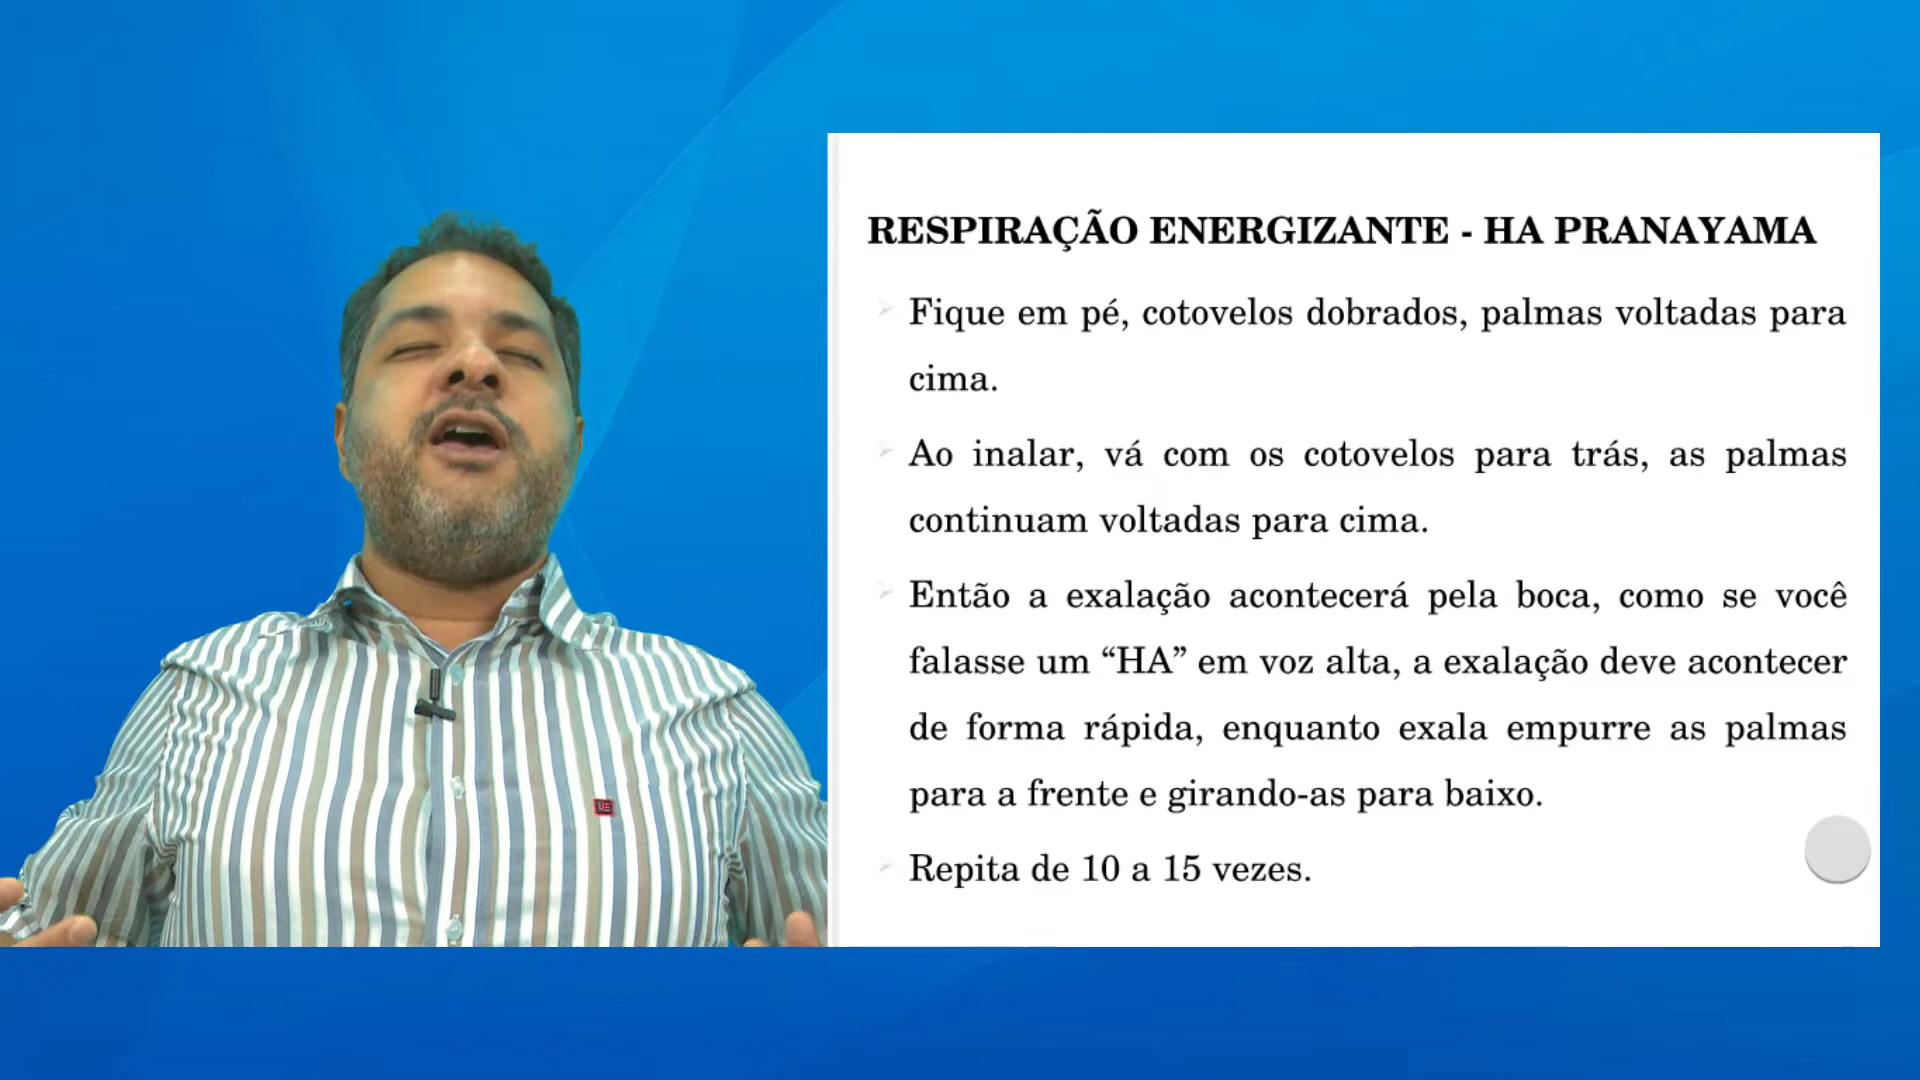 RESPIRAÇÃO ENERGIZANTE - HA PRANAYAMA
Fique em pé, cotovelos dobrados, palmas voltadas para
cima.
Ao inalar, vá com os cotovelos para trás, as palmas
continuam voltadas para cima.
Então a exalação acontecerá pela boca, como se você
falasse um “HA” em voz alta, a exalação deve acontecer
de forma rápida, enquanto exala empurre as palmas
para a frente e girando-as para baixo.
Repita de 10 a 15 vezes.